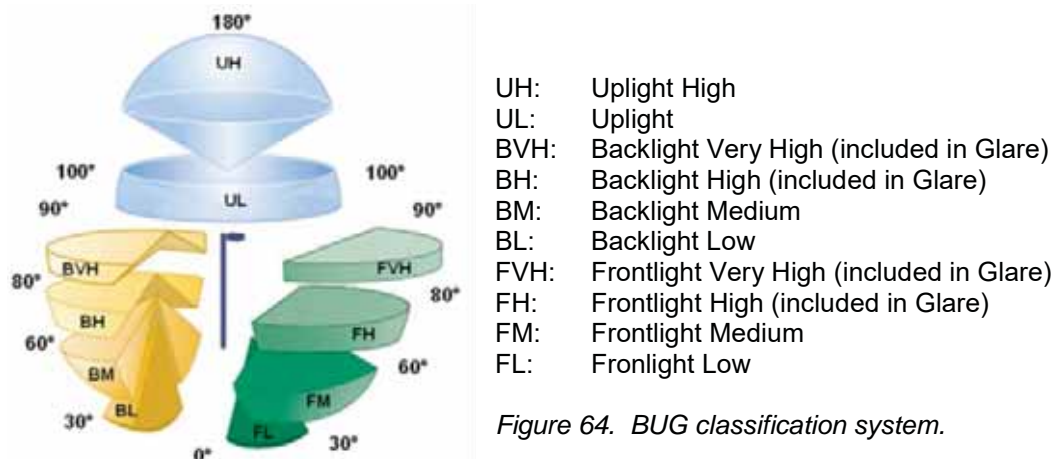 180°
UH
100° 100°
UL
90° 90°
BVH FVH
80° 80°
BH FH
60° 60°
BM FM
BL FL
30° 30°
0°
UH: Uplight High
UL: Uplight
BVH: Backlight Very High (included in Glare)
BH: Backlight High (included in Glare)
BM: Backlight Medium
BL: Backlight Low
FVH: Frontlight Very High (included in Glare)
FH: Frontlight High (included in Glare)
FM: Frontlight Medium
FL: Fronlight Low
Figure 64. BUG classification system.